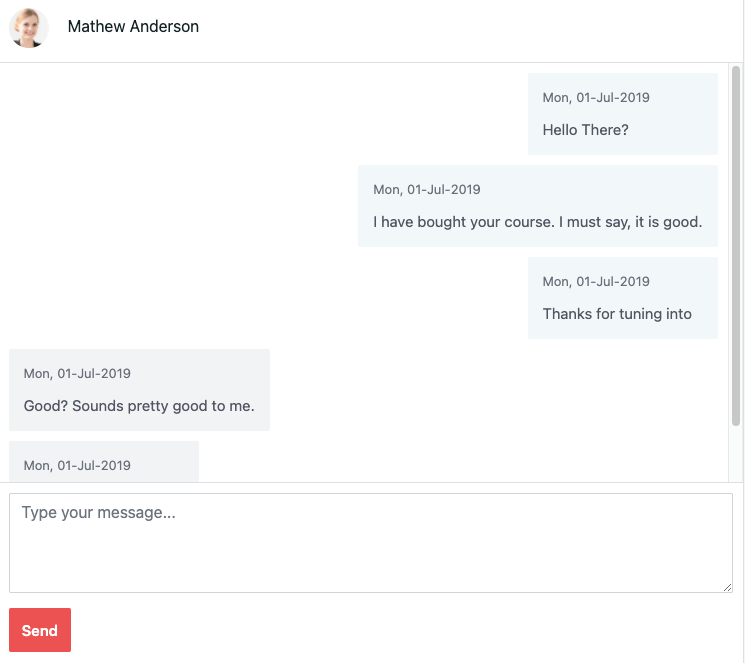 Mathew Anderson
Mon, 01-Jul-2019
Hello There?
Mon, 01-Jul-2019
I have bought your course. I must say, it is good.
Mon, 01-Jul-2019
Thanks for tuning into
Mon, 01-Jul-2019
Good? Sounds pretty good to me.
Mon, 01-Jul-2019
Type your message...
Send